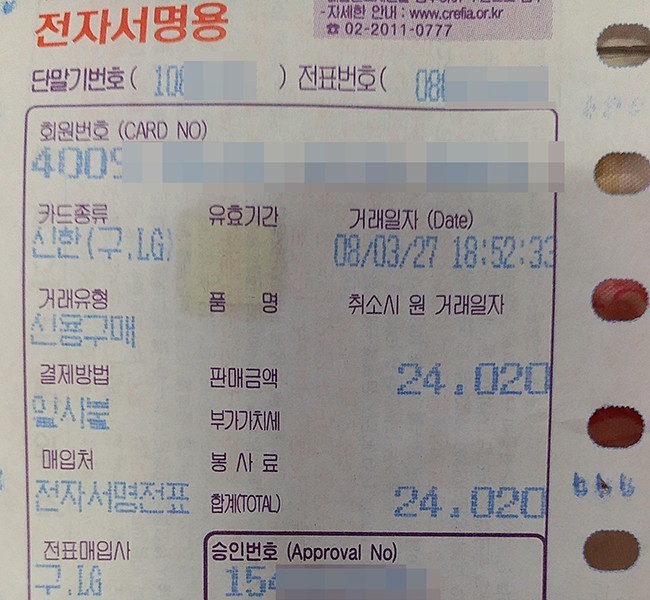 전자서명용
- 자세한 안내 : www.crefia.or.kr
☎ 02-2011-0777
단말기번호( 10 ) 전표번호( 08
회원번호 (CARD NO)
4009
카드종류 유효기간 거래일자 (Date)
신한(구.LG) 08/03/27 18:52:33
거래유형 품 명 취소시 원 거래일자
신용구매
결제방법 판매금액 24.020
일시불 부가가치세
매입처 봉 사 료
전자서명전표 합계(TOTAL) 24.020
전표매입사 승인번호 (Approval No)
구.LG 154